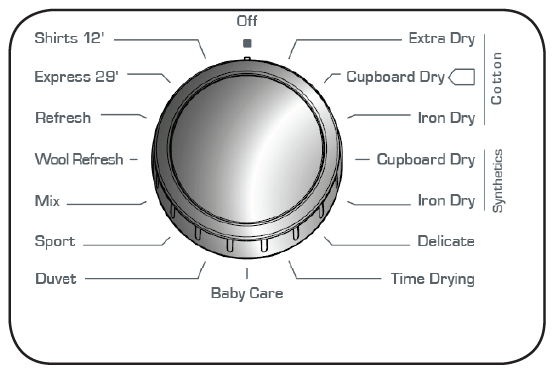 Off
Shirts 12'
Express 29'
Refresh
Wool Refresh
Mix
Sport
Duvet
Baby Care
Extra Dry
Cupboard Dry
Iron Dry
Cotton
Cupboard Dry
Iron Dry
Synthetics
Delicate
Time Drying